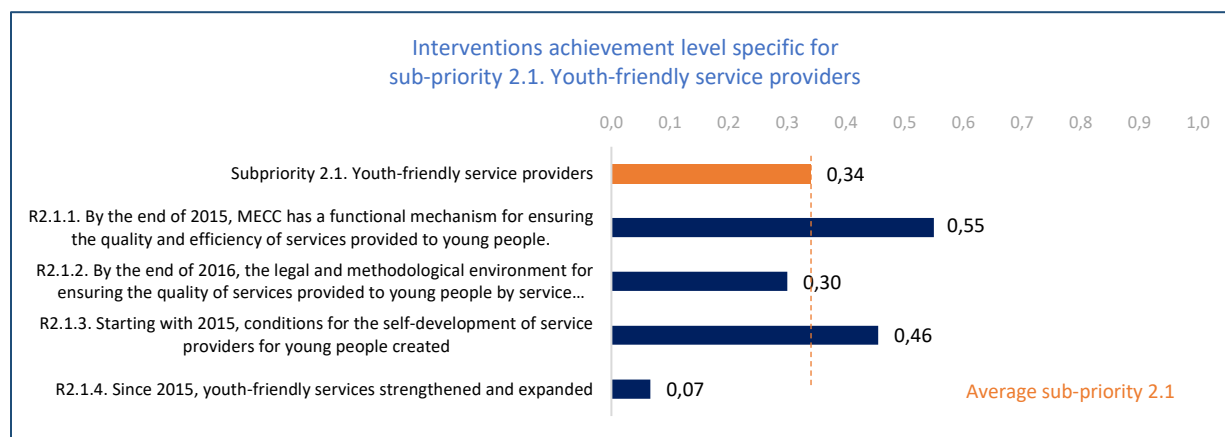 Interventions achievement level specific for
sub-priority 2.1. Youth-friendly service providers
0,0 0,1 0,2 0,3 0,4 0,5 0,6 0,7 0,8 0,9 1,0
Subpriority 2.1. Youth-friendly service providers 0,34
R2.1.1. By the end of 2015, MECC has a functional mechanism for ensuring
the quality and efficiency of services provided to young people. 0,55
R2.1.2. By the end of 2016, the legal and methodological environment for
ensuring the quality of services provided to young people by service… 0,30
R2.1.3. Starting with 2015, conditions for the self-development of service
providers for young people created 0,46
R2.1.4. Since 2015, youth-friendly services strengthened and expanded 0,07
Average sub-priority 2.1